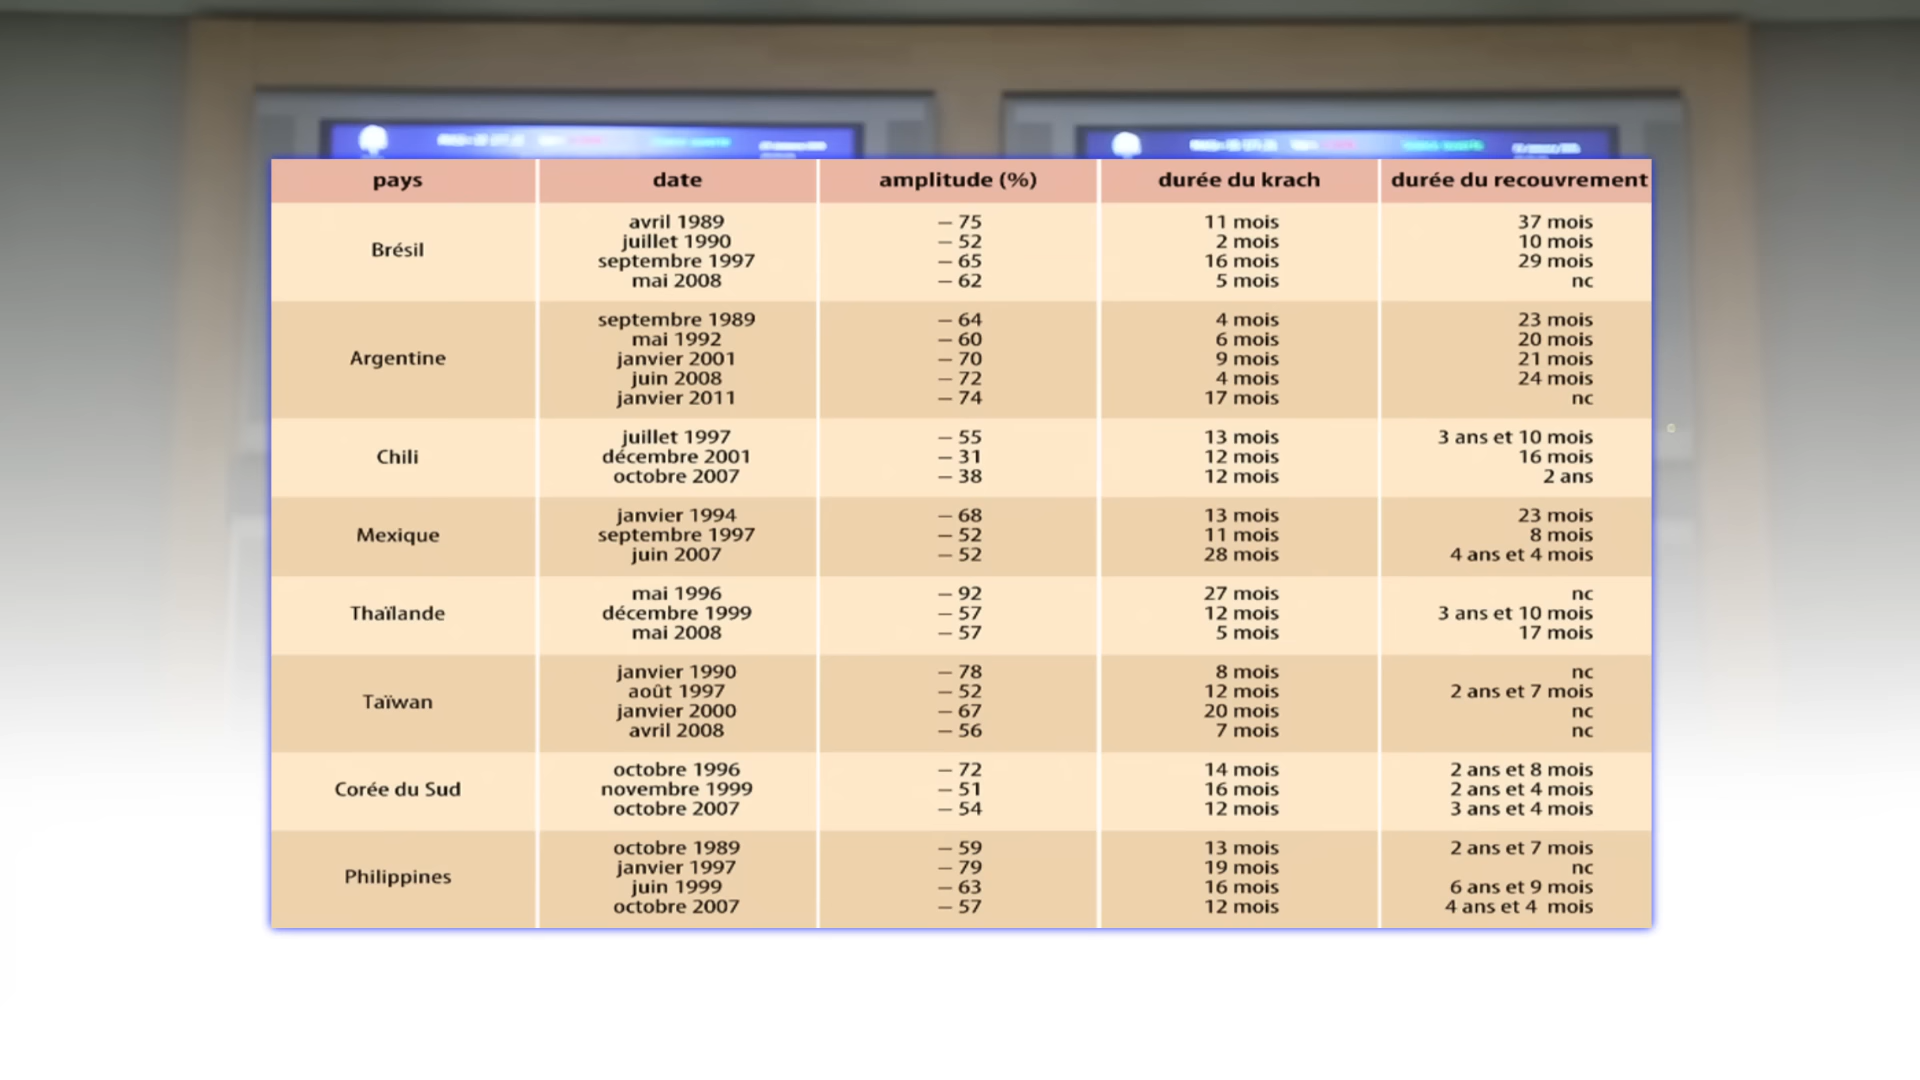 pays date amplitude (%) durée du krach durée du recouvrement
Brésil
avril 1989 – 75 11 mois 37 mois
juillet 1990 – 52 2 mois 10 mois
septembre 1997 – 65 16 mois 29 mois
mai 2008 – 62 5 mois nc
Argentine
septembre 1989 – 64 4 mois 23 mois
mai 1992 – 60 6 mois 20 mois
janvier 2001 – 70 9 mois 21 mois
juin 2008 – 72 4 mois 24 mois
janvier 2011 – 74 17 mois nc
Chili
juillet 1997 – 55 13 mois 3 ans et 10 mois
décembre 2001 – 31 12 mois 16 mois
octobre 2007 – 38 12 mois 2 ans
Mexique
janvier 1994 – 68 13 mois 23 mois
septembre 1997 – 52 11 mois 8 mois
juin 2007 – 52 28 mois 4 ans et 4 mois
Thaïlande
mai 1996 – 92 27 mois nc
décembre 1999 – 57 12 mois 3 ans et 10 mois
mai 2008 – 57 5 mois 17 mois
Taïwan
janvier 1990 – 78 8 mois nc
août 1997 – 52 12 mois 2 ans et 7 mois
janvier 2000 – 67 20 mois nc
avril 2008 – 56 7 mois nc
Corée du Sud
octobre 1996 – 72 14 mois 2 ans et 8 mois
novembre 1999 – 51 16 mois 2 ans et 4 mois
octobre 2007 – 54 12 mois 3 ans et 4 mois
Philippines
octobre 1989 – 59 13 mois 2 ans et 7 mois
janvier 1997 – 79 19 mois nc
juin 1999 – 63 16 mois 6 ans et 9 mois
octobre 2007 – 57 12 mois 4 ans et 4 mois